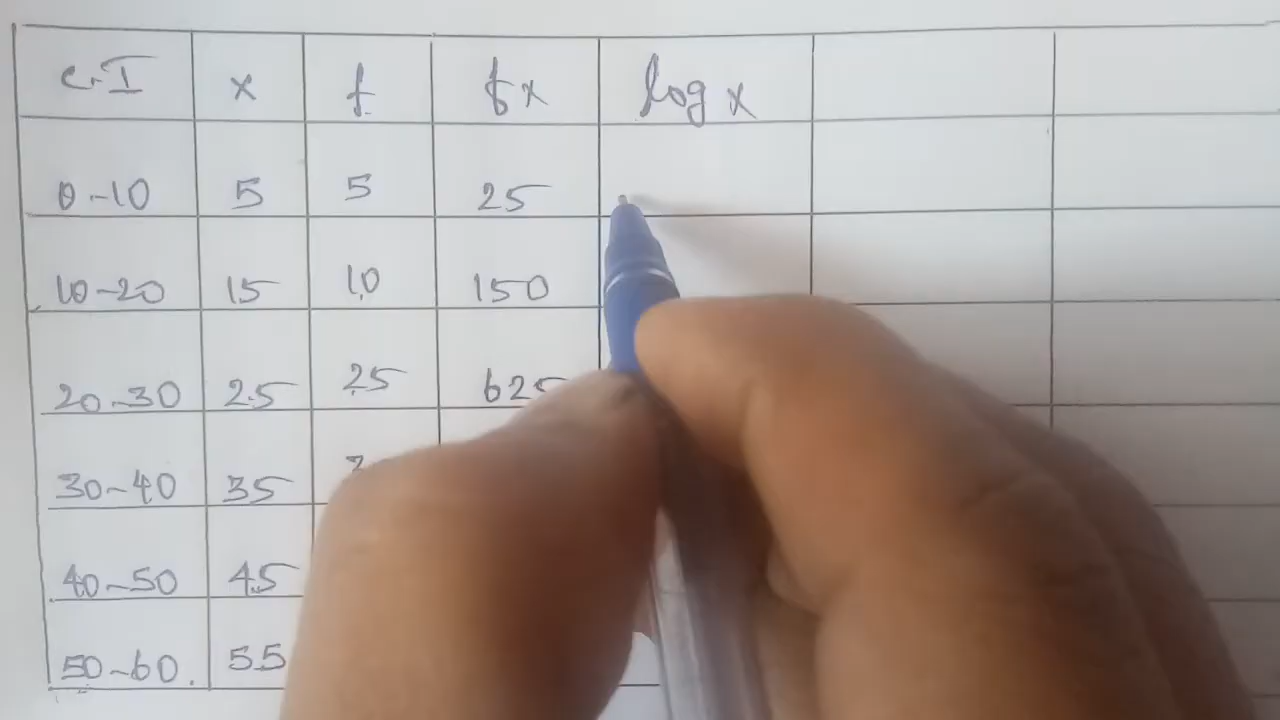 C.I x f fx log x
0-10 5 5 25
10-20 15 10 150
20-30 25 25 625
30-40 35
40-50 45
50-60. 55